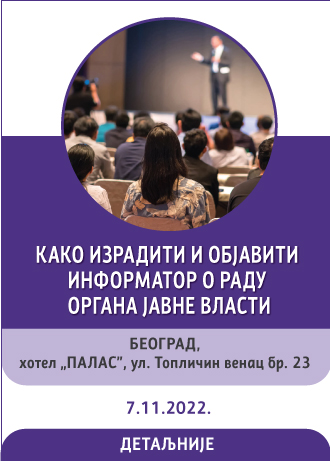 КАКО ИЗРАДИТИ И ОБЈАВИТИ
ИНФОРМАТОР О РАДУ
ОРГАНА ЈАВНЕ ВЛАСТИ
БЕОГРАД,
хотел „ПАЛАС”, ул. Топличин венац бр. 23
7.11.2022.
ДЕТАЉНИЈЕ